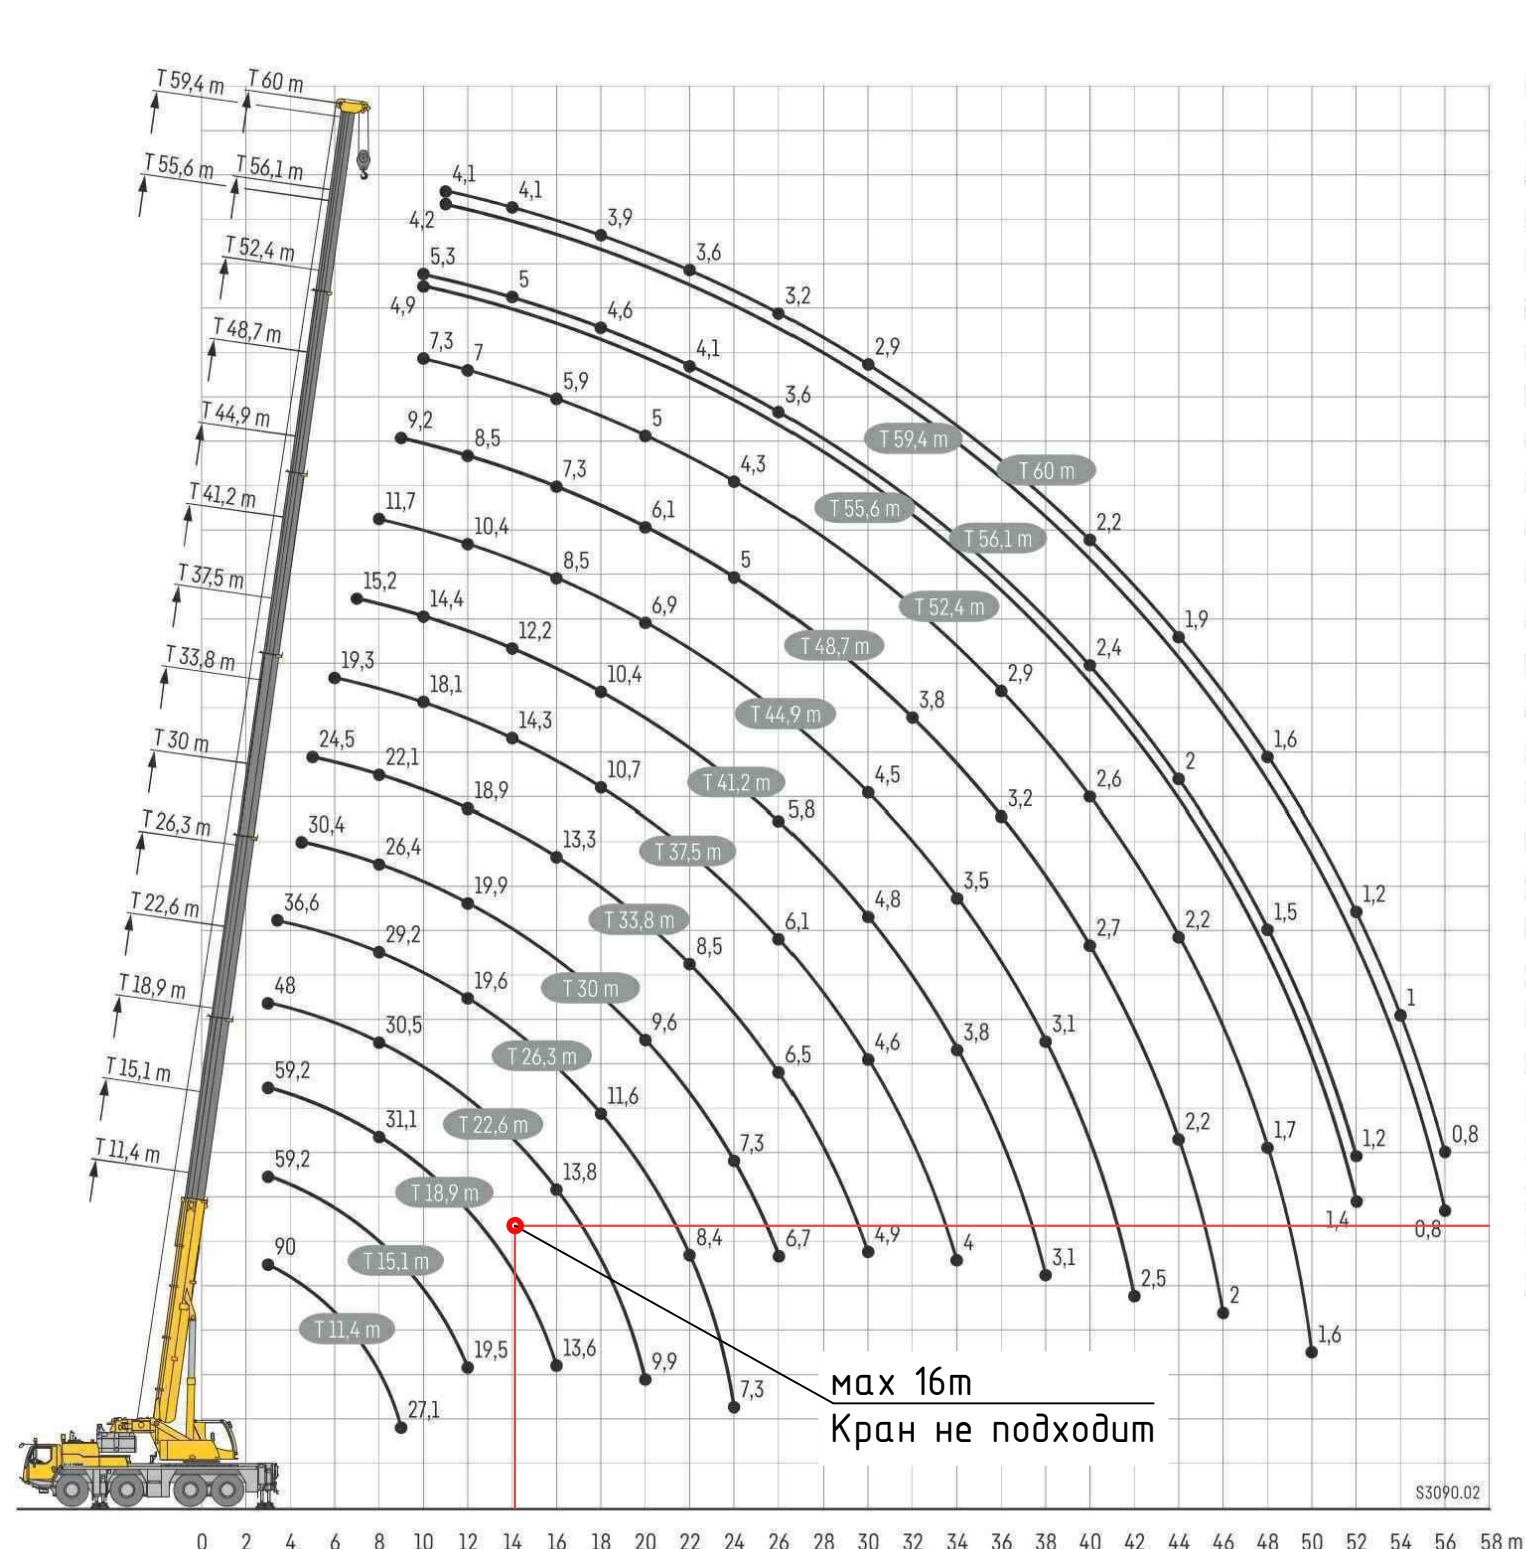 T 59,4 m T 60 m
T 55,6 m T 56,1 m
T 52,4 m
T 48,7 m
T 44,9 m
T 41,2 m
T 37,5 m
T 33,8 m
T 30 m
T 26,3 m
T 22,6 m
T 18,9 m
T 15,1 m
T 11,4 m
4,1 4,1 3,9 3,6 3,2 2,9 2,2 1,9 1,6 1,2 1 0,8
4,2 0,8
5,3 5 4,6 4,1 3,6 2,4 2 1,5 1,2
4,9 1,4
7,3 7 5,9 5 4,3 2,9 2,6 2,2 1,7 1,6
9,2 8,5 7,3 6,1 5 3,8 3,2 2,7 2,2 2
11,7 10,4 8,5 6,9 4,5 3,5 3,1 2,5
15,2 14,4 12,2 10,4 5,8 4,8 3,8 3,1
19,3 18,1 14,3 10,7 6,1 4,6 4
24,5 22,1 18,9 13,3 8,5 6,5 4,9
30,4 26,4 19,9 9,6 7,3 6,7
36,6 29,2 19,6 11,6 8,4 7,3
48 30,5 13,8 9,9
59,2 31,1 13,6
59,2 19,5
90 27,1
T 59,4 m
T 60 m
T 55,6 m
T 56,1 m
T 52,4 m
T 48,7 m
T 44,9 m
T 41,2 m
T 37,5 m
T 33,8 m
T 30 m
T 26,3 m
T 22,6 m
T 18,9 m
T 15,1 m
T 11,4 m
мах 16т
Кран не подходит
S3090.02
0 2 4 6 8 10 12 14 16 18 20 22 24 26 28 30 32 34 36 38 40 42 44 46 48 50 52 54 56 58 m